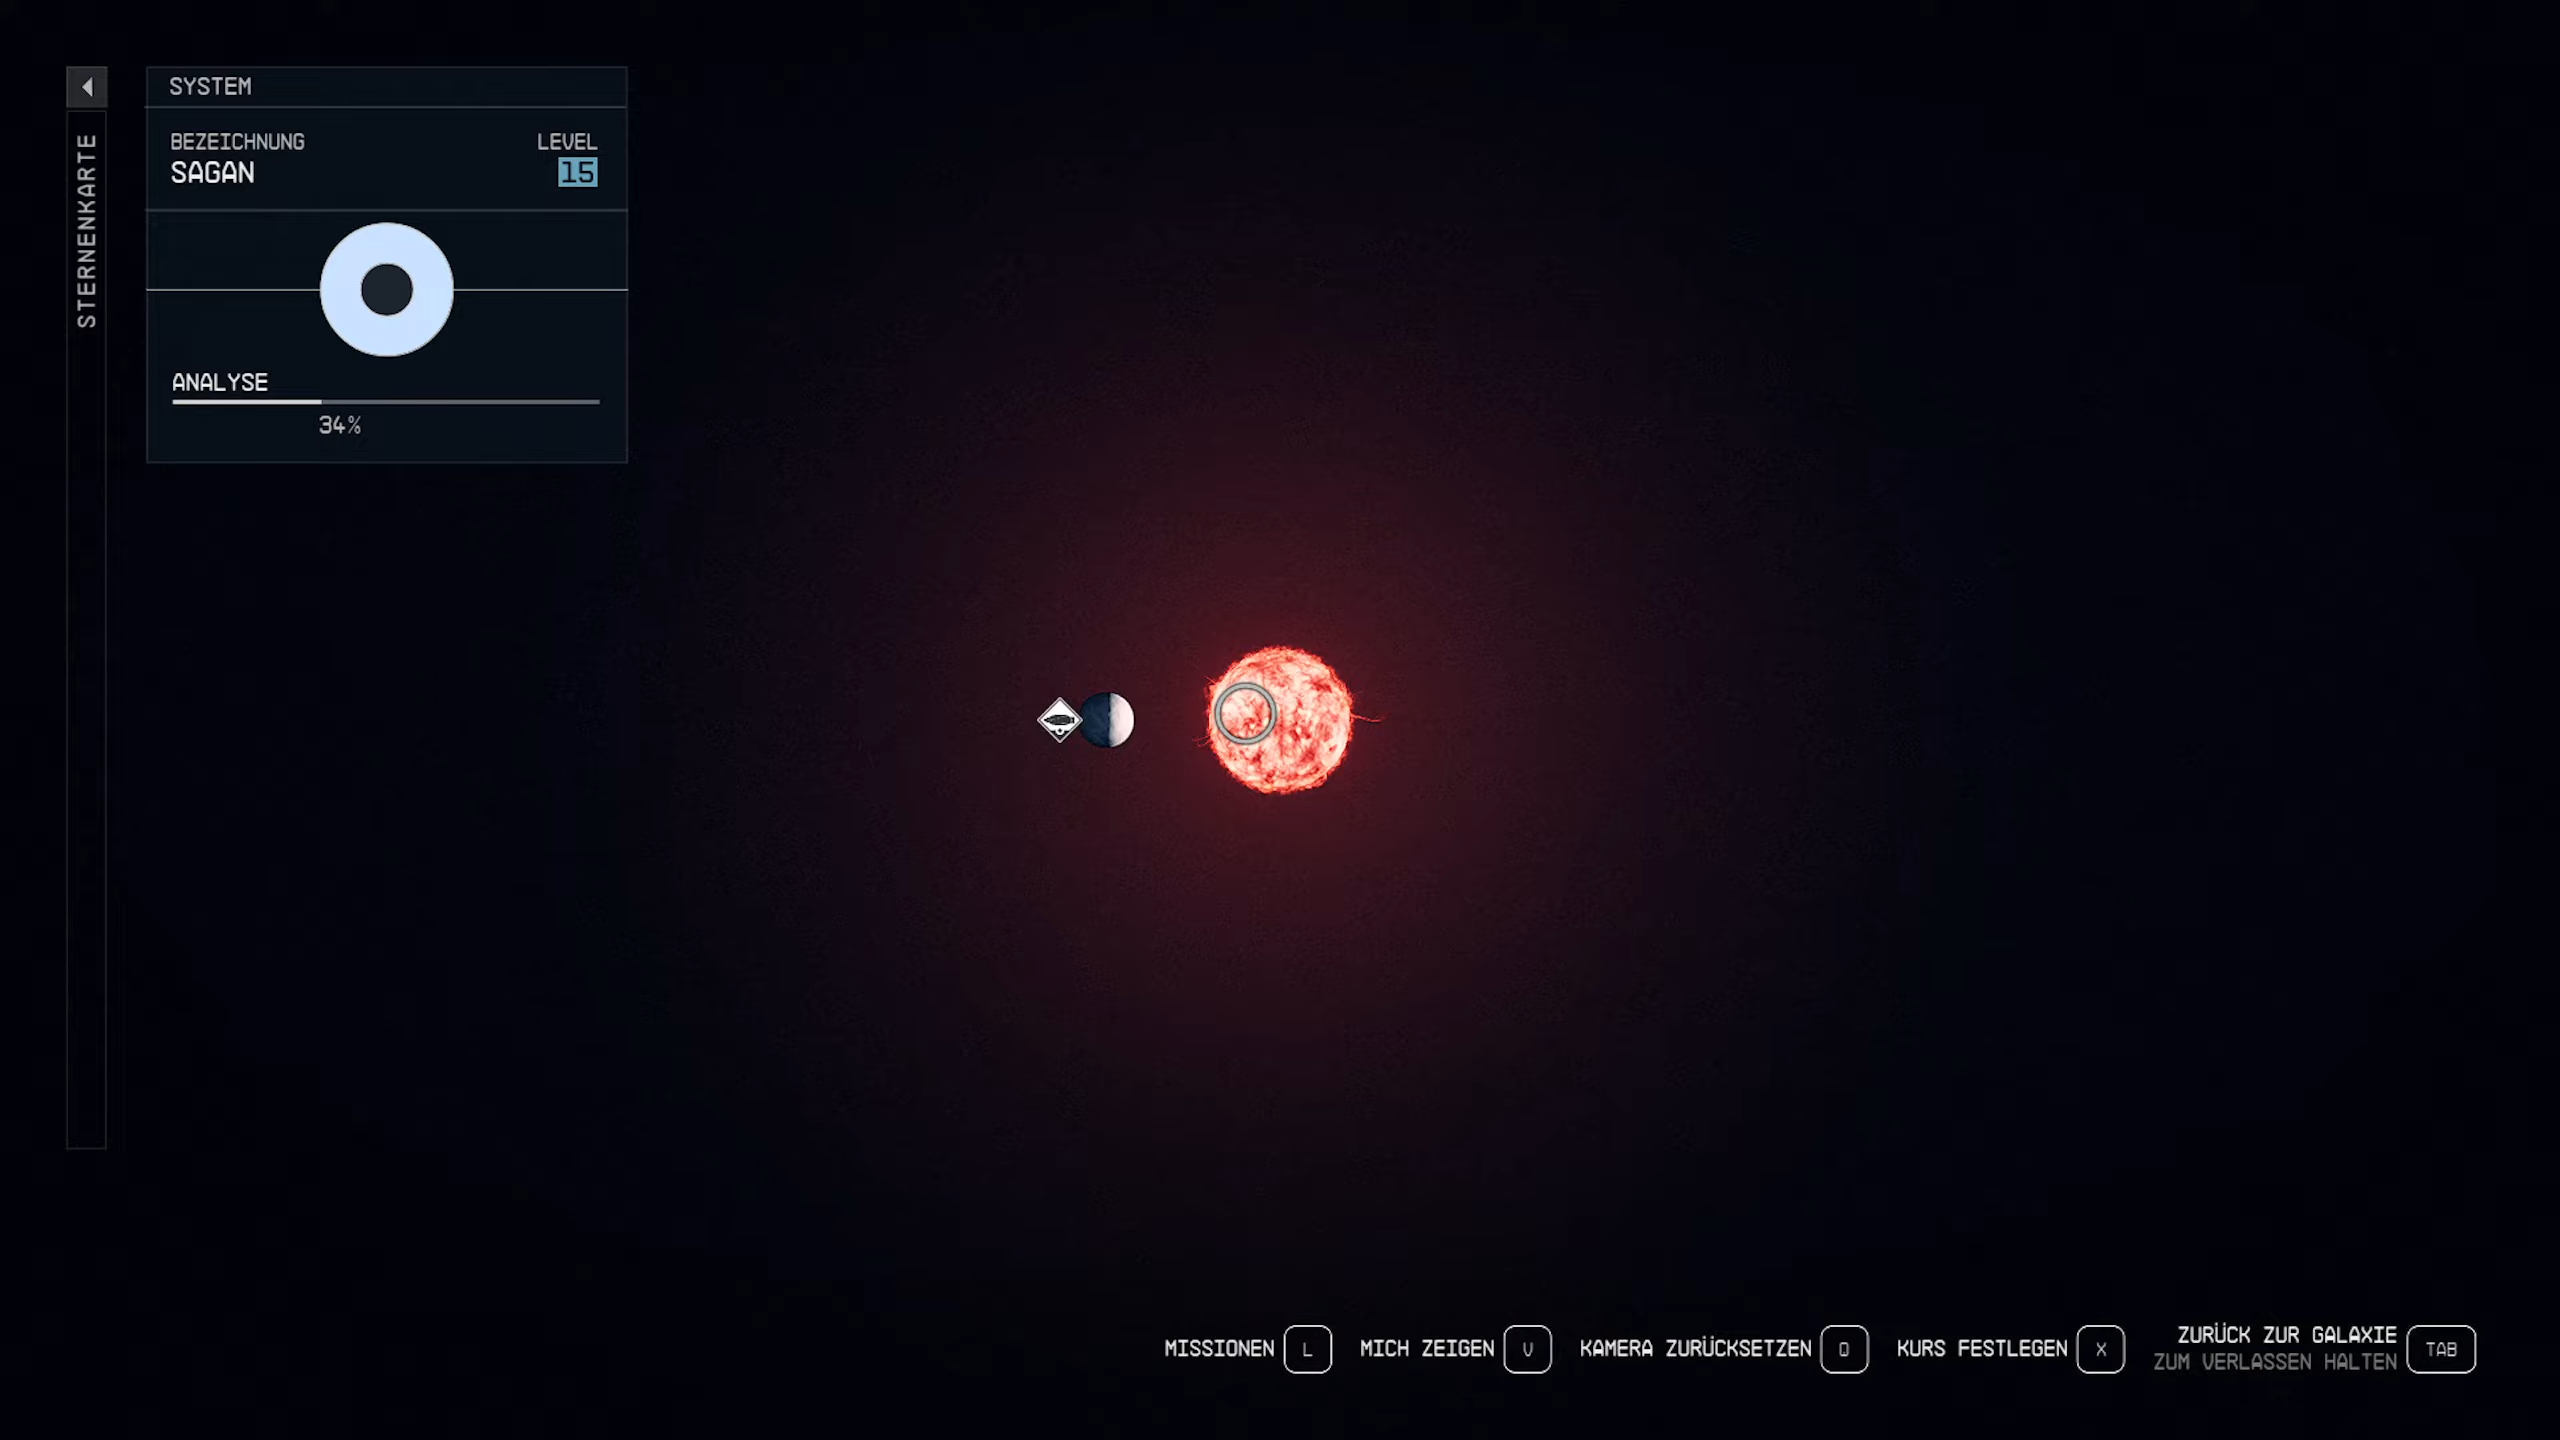 SYSTEM
BEZEICHNUNG
LEVEL
SAGAN
15
ANALYSE
34%
STERNENKARTE
MISSIONEN
L
MICH ZEIGEN
V
KAMERA ZURÜCKSETZEN
Q
KURS FESTLEGEN
X
ZURÜCK ZUR GALAXIE
ZUM VERLASSEN HALTEN
TAB